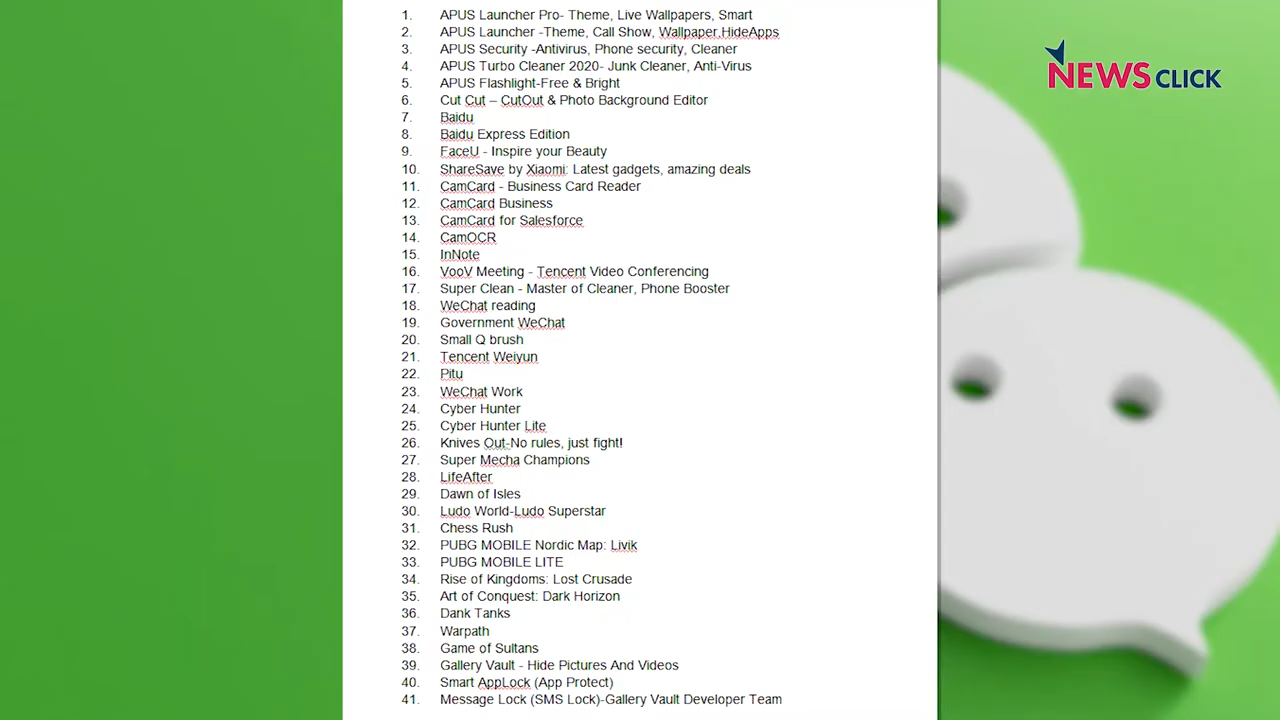 1. APUS Launcher Pro- Theme, Live Wallpapers, Smart
2. APUS Launcher -Theme, Call Show, Wallpaper,HideApps
3. APUS Security -Antivirus, Phone security, Cleaner
4. APUS Turbo Cleaner 2020- Junk Cleaner, Anti-Virus
5. APUS Flashlight-Free & Bright
6. Cut Cut – CutOut & Photo Background Editor
7. Baidu
8. Baidu Express Edition
9. FaceU - Inspire your Beauty
10. ShareSave by Xiaomi: Latest gadgets, amazing deals
11. CamCard - Business Card Reader
12. CamCard Business
13. CamCard for Salesforce
14. CamOCR
15. InNote
16. VooV Meeting - Tencent Video Conferencing
17. Super Clean - Master of Cleaner, Phone Booster
18. WeChat reading
19. Government WeChat
20. Small Q brush
21. Tencent Weiyun
22. Pitu
23. WeChat Work
24. Cyber Hunter
25. Cyber Hunter Lite
26. Knives Out-No rules, just fight!
27. Super Mecha Champions
28. LifeAfter
29. Dawn of Isles
30. Ludo World-Ludo Superstar
31. Chess Rush
32. PUBG MOBILE Nordic Map: Livik
33. PUBG MOBILE LITE
34. Rise of Kingdoms: Lost Crusade
35. Art of Conquest: Dark Horizon
36. Dank Tanks
37. Warpath
38. Game of Sultans
39. Gallery Vault - Hide Pictures And Videos
40. Smart AppLock (App Protect)
41. Message Lock (SMS Lock)-Gallery Vault Developer Team
NEWS CLICK